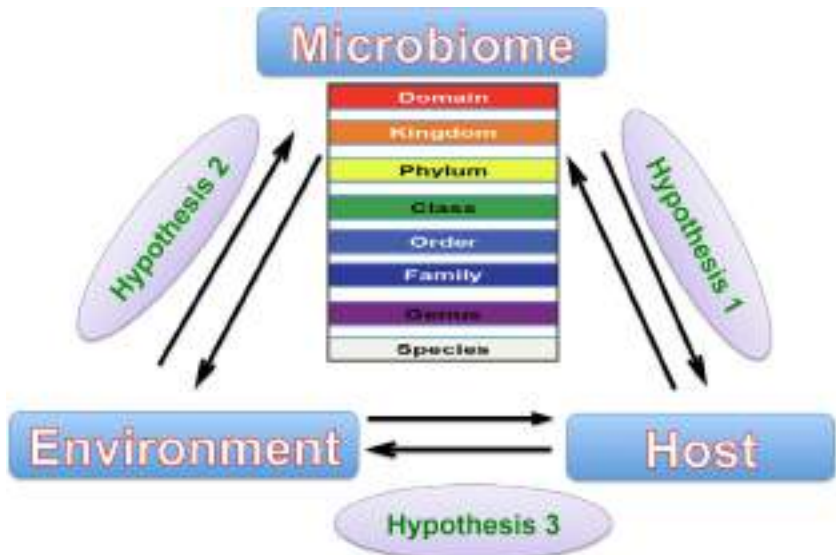 Microbiome
Domain
Kingdom
Phylum
Class
Order
Family
Genus
Species
Hypothesis 2
Hypothesis 1
Environment
Host
Hypothesis 3